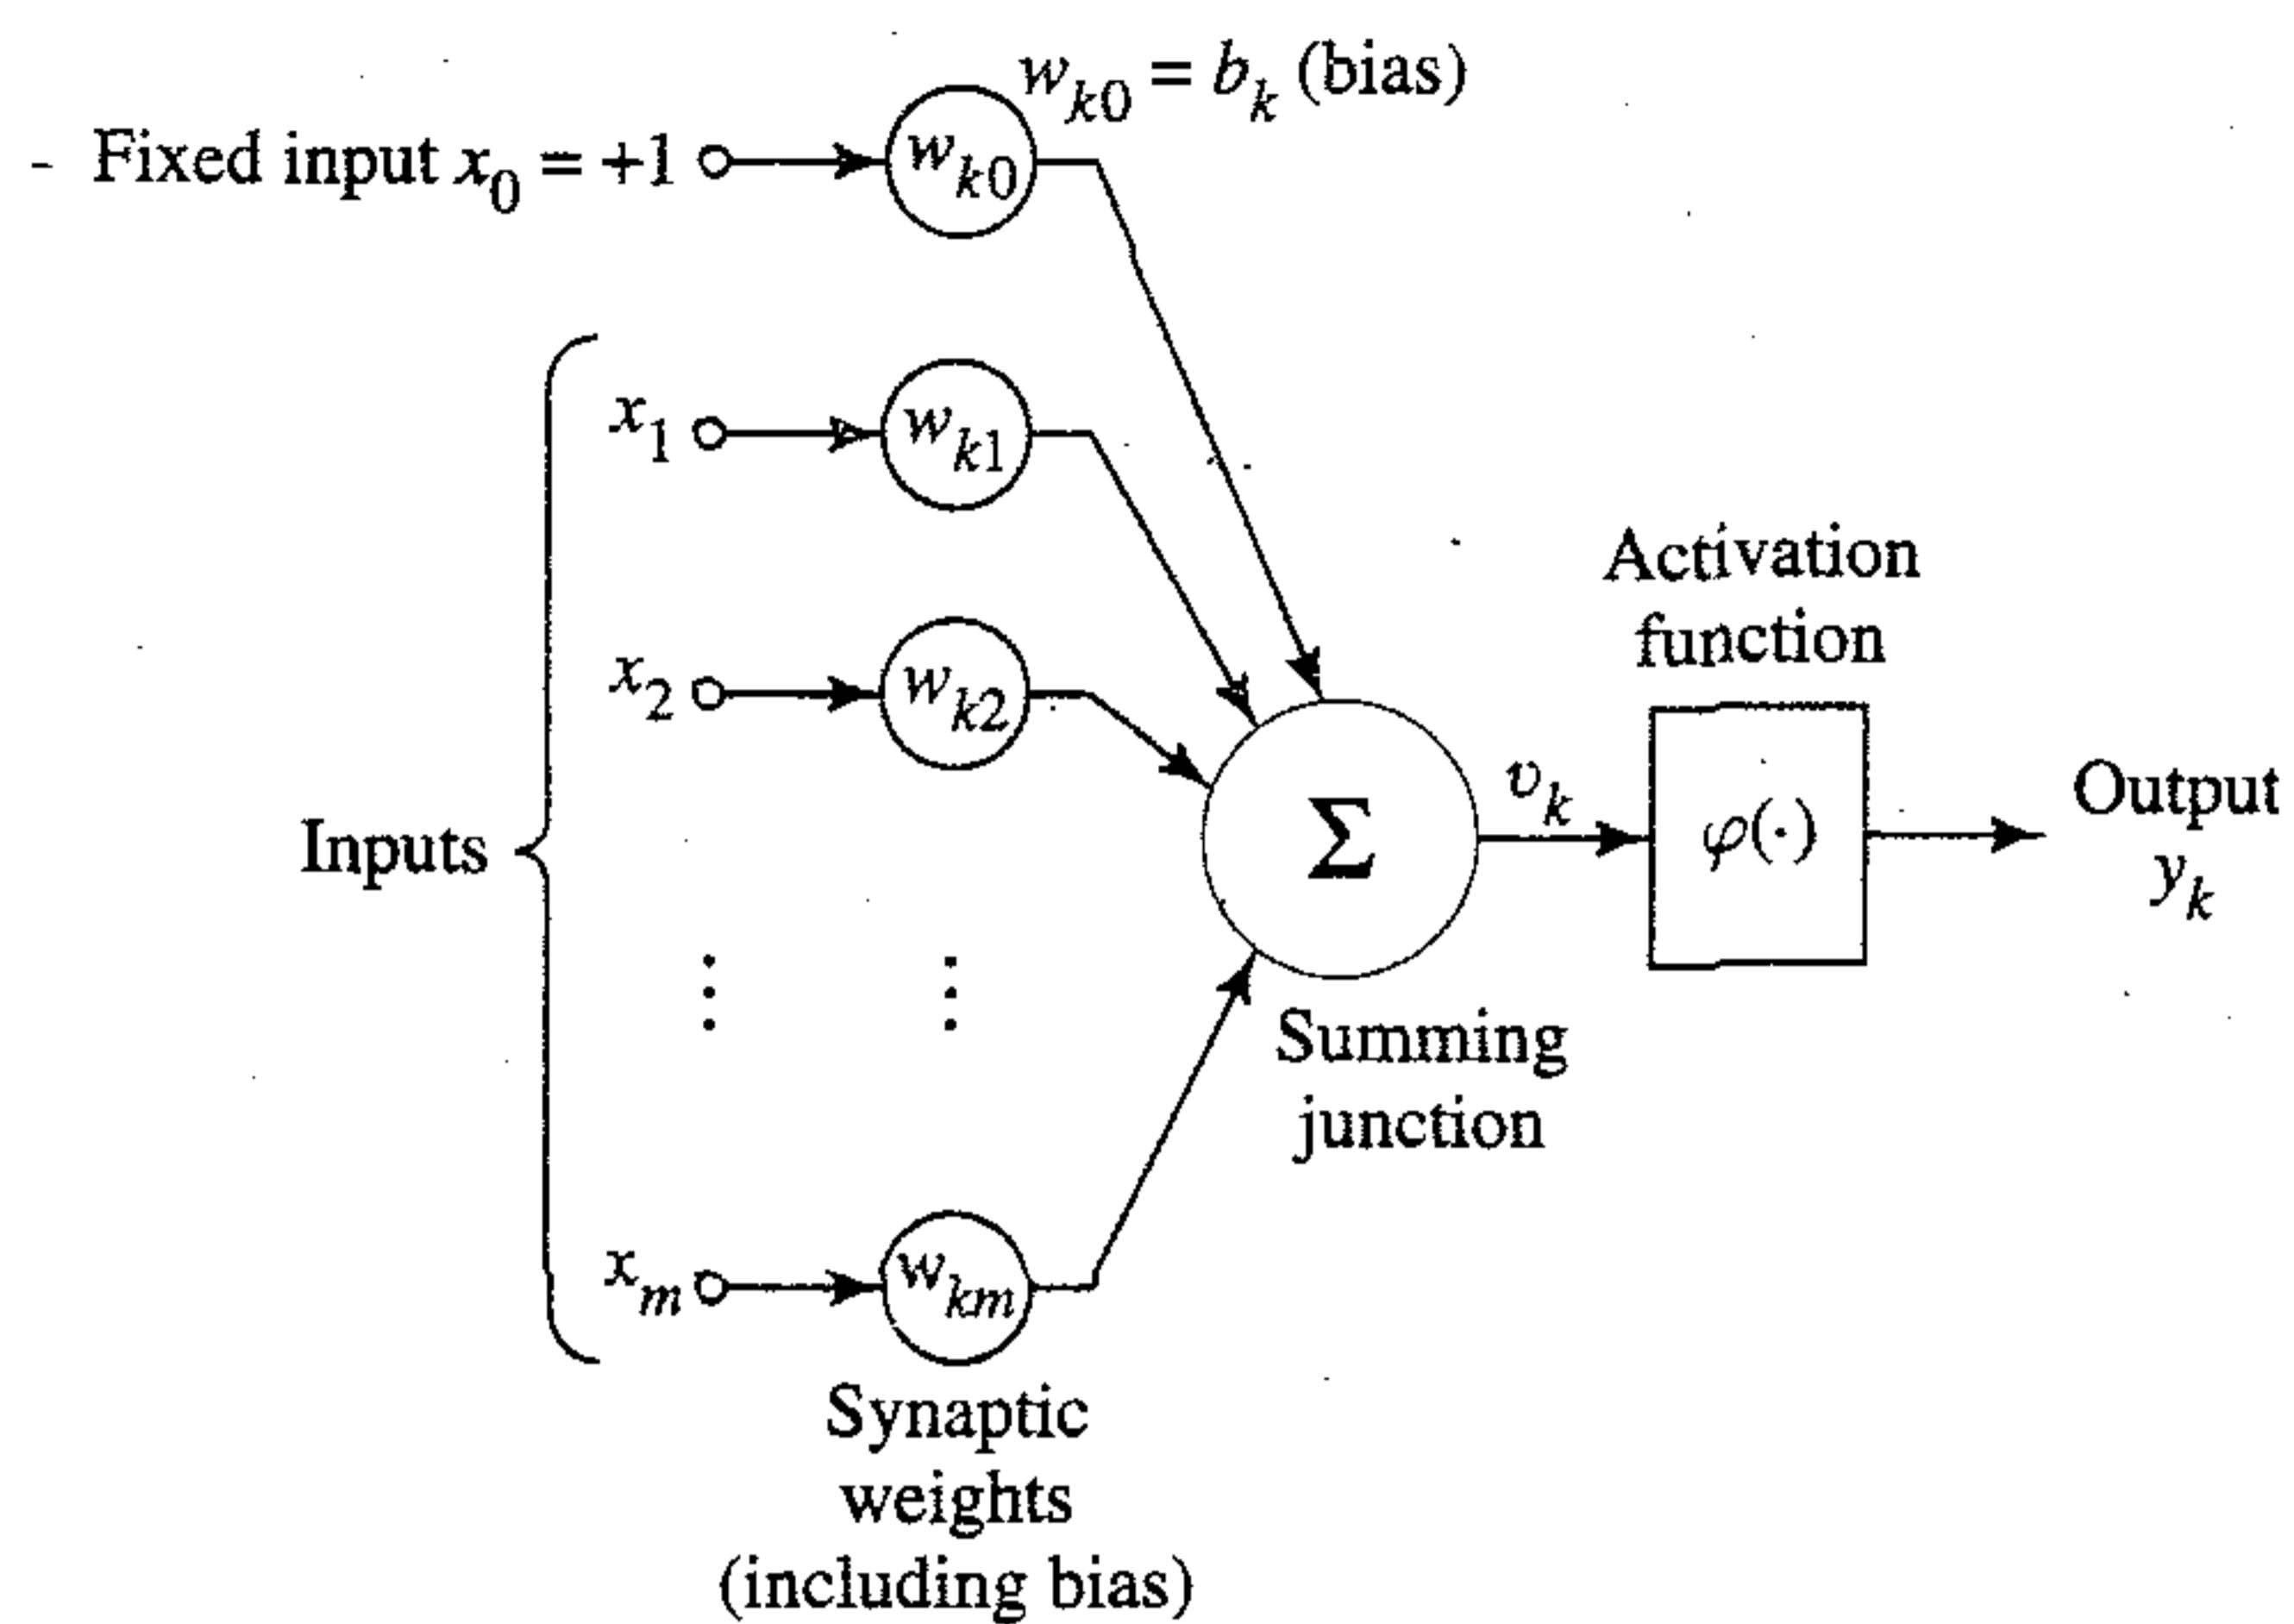 w_k0 = b_k (bias)
Fixed input x_0 = +1
w_k0
x_1
w_k1
x_2
w_k2
Inputs
Σ
v_k
Activation
function
φ(·)
Output
y_k
Summing
junction
x_m
w_km
Synaptic
weights
(including bias)